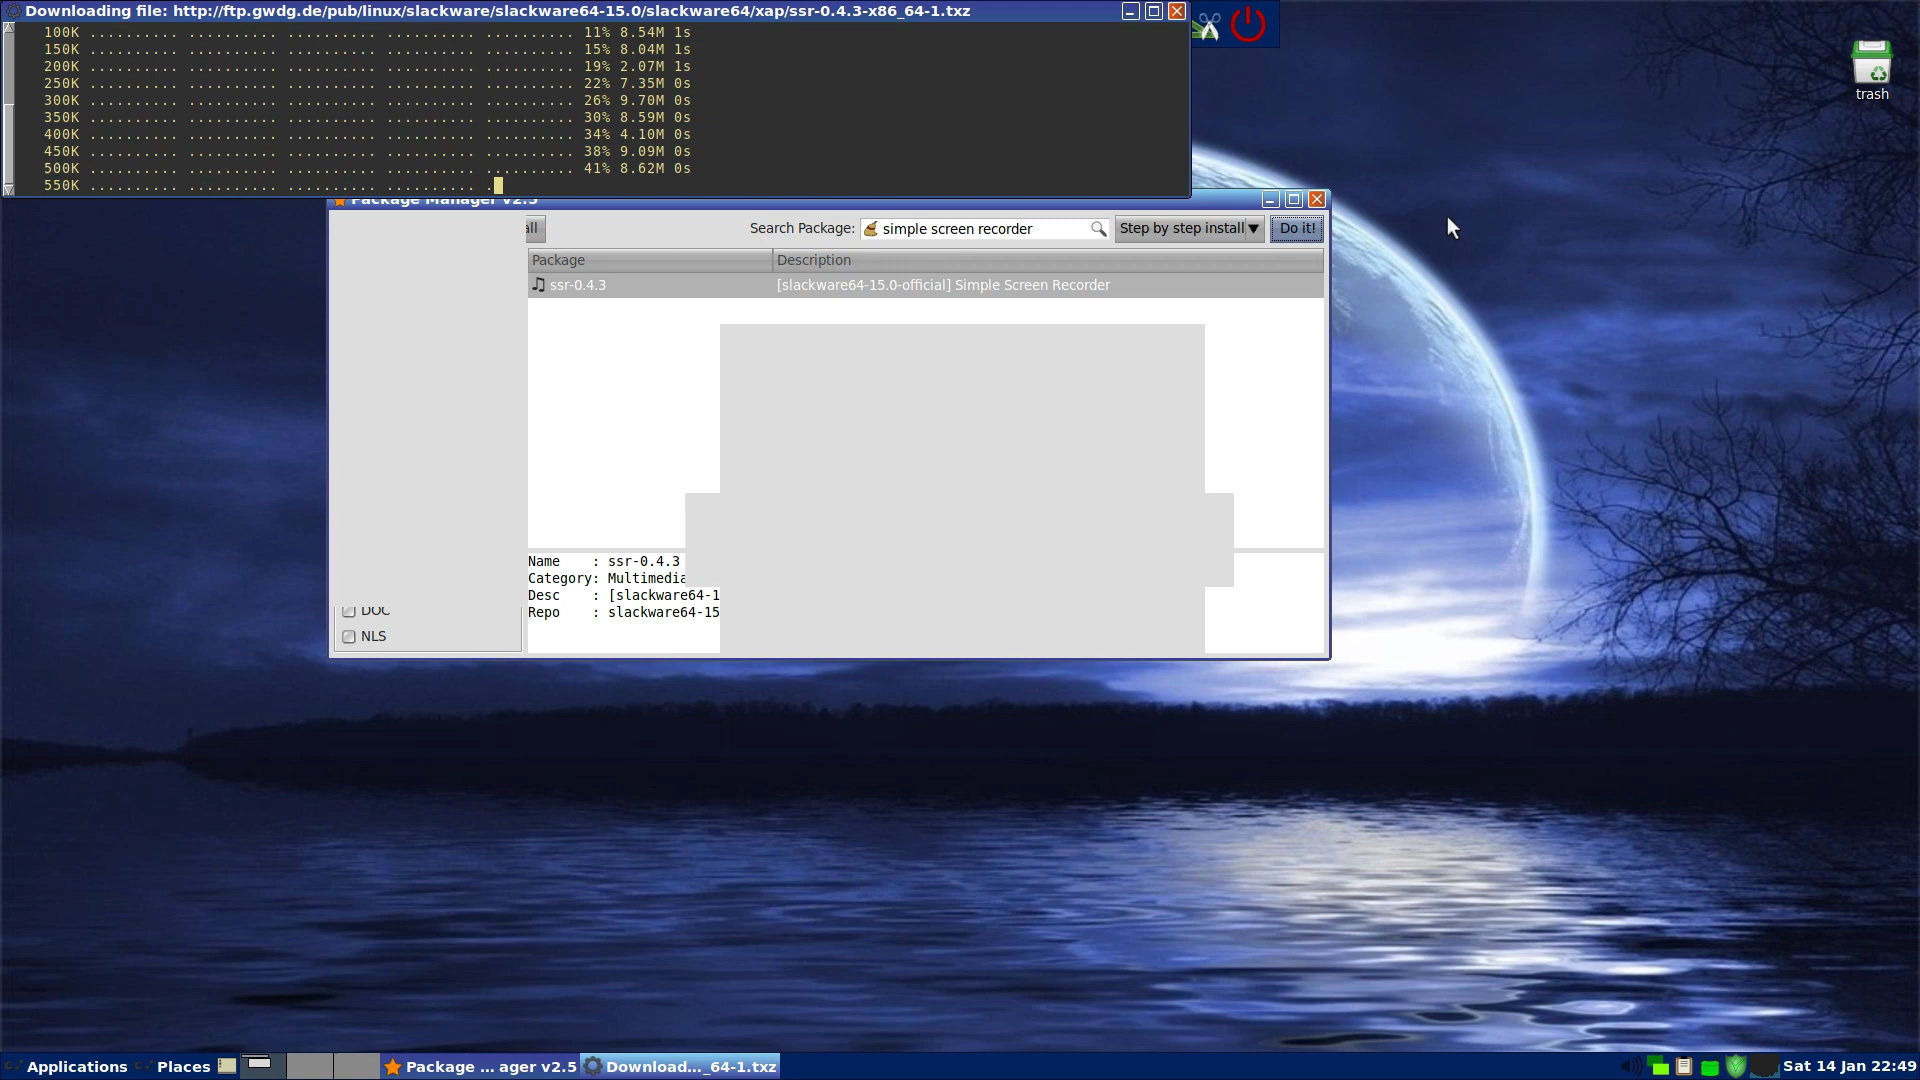 Downloading file: http://ftp.gwdg.de/pub/linux/slackware/slackware64-15.0/slackware64/xap/ssr-0.4.3-x86_64-1.txz
100K .......... .......... .......... .......... .......... 11% 8.54M 1s
150K .......... .......... .......... .......... .......... 15% 8.04M 1s
200K .......... .......... .......... .......... .......... 19% 2.07M 1s
250K .......... .......... .......... .......... .......... 22% 7.35M 0s
300K .......... .......... .......... .......... .......... 26% 9.70M 0s
350K .......... .......... .......... .......... .......... 30% 8.59M 0s
400K .......... .......... .......... .......... .......... 34% 4.10M 0s
450K .......... .......... .......... .......... .......... 38% 9.09M 0s
500K .......... .......... .......... .......... .......... 41% 8.62M 0s
550K .......... .......... .......... .......... .
trash
Package Manager v2.5
all Search Package: simple screen recorder Step by step install Do it!
Package Description
ssr-0.4.3 [slackware64-15.0-official] Simple Screen Recorder
Name : ssr-0.4.3
Category: Multimedia
Desc : [slackware64-1
Repo : slackware64-15
DOC
NLS
Applications Places Package ... ager v2.5 Download..._64-1.txz Sat 14 Jan 22:49